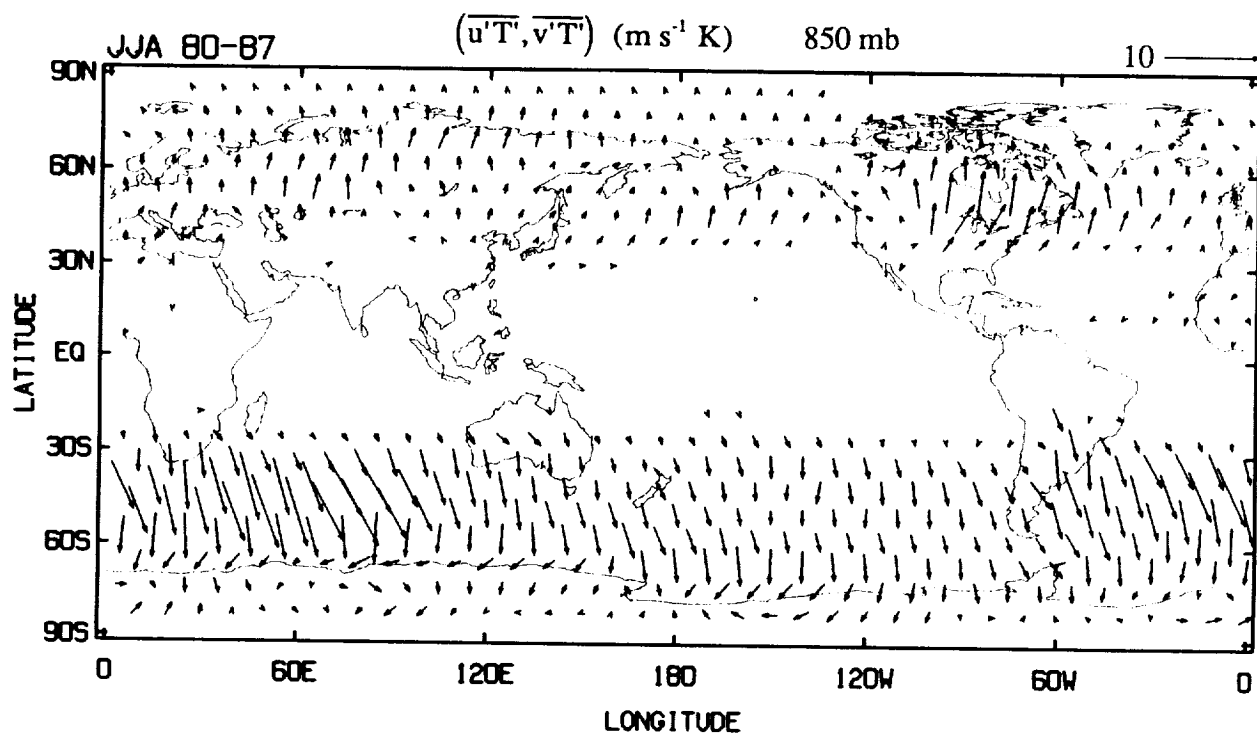 JJA 80-87 (u'T', v'T') (m s⁻¹ K) 850 mb 10
90N
60N
30N
EQ
30S
60S
90S
LATITUDE
0 60E 120E 180 120W 60W 0
LONGITUDE